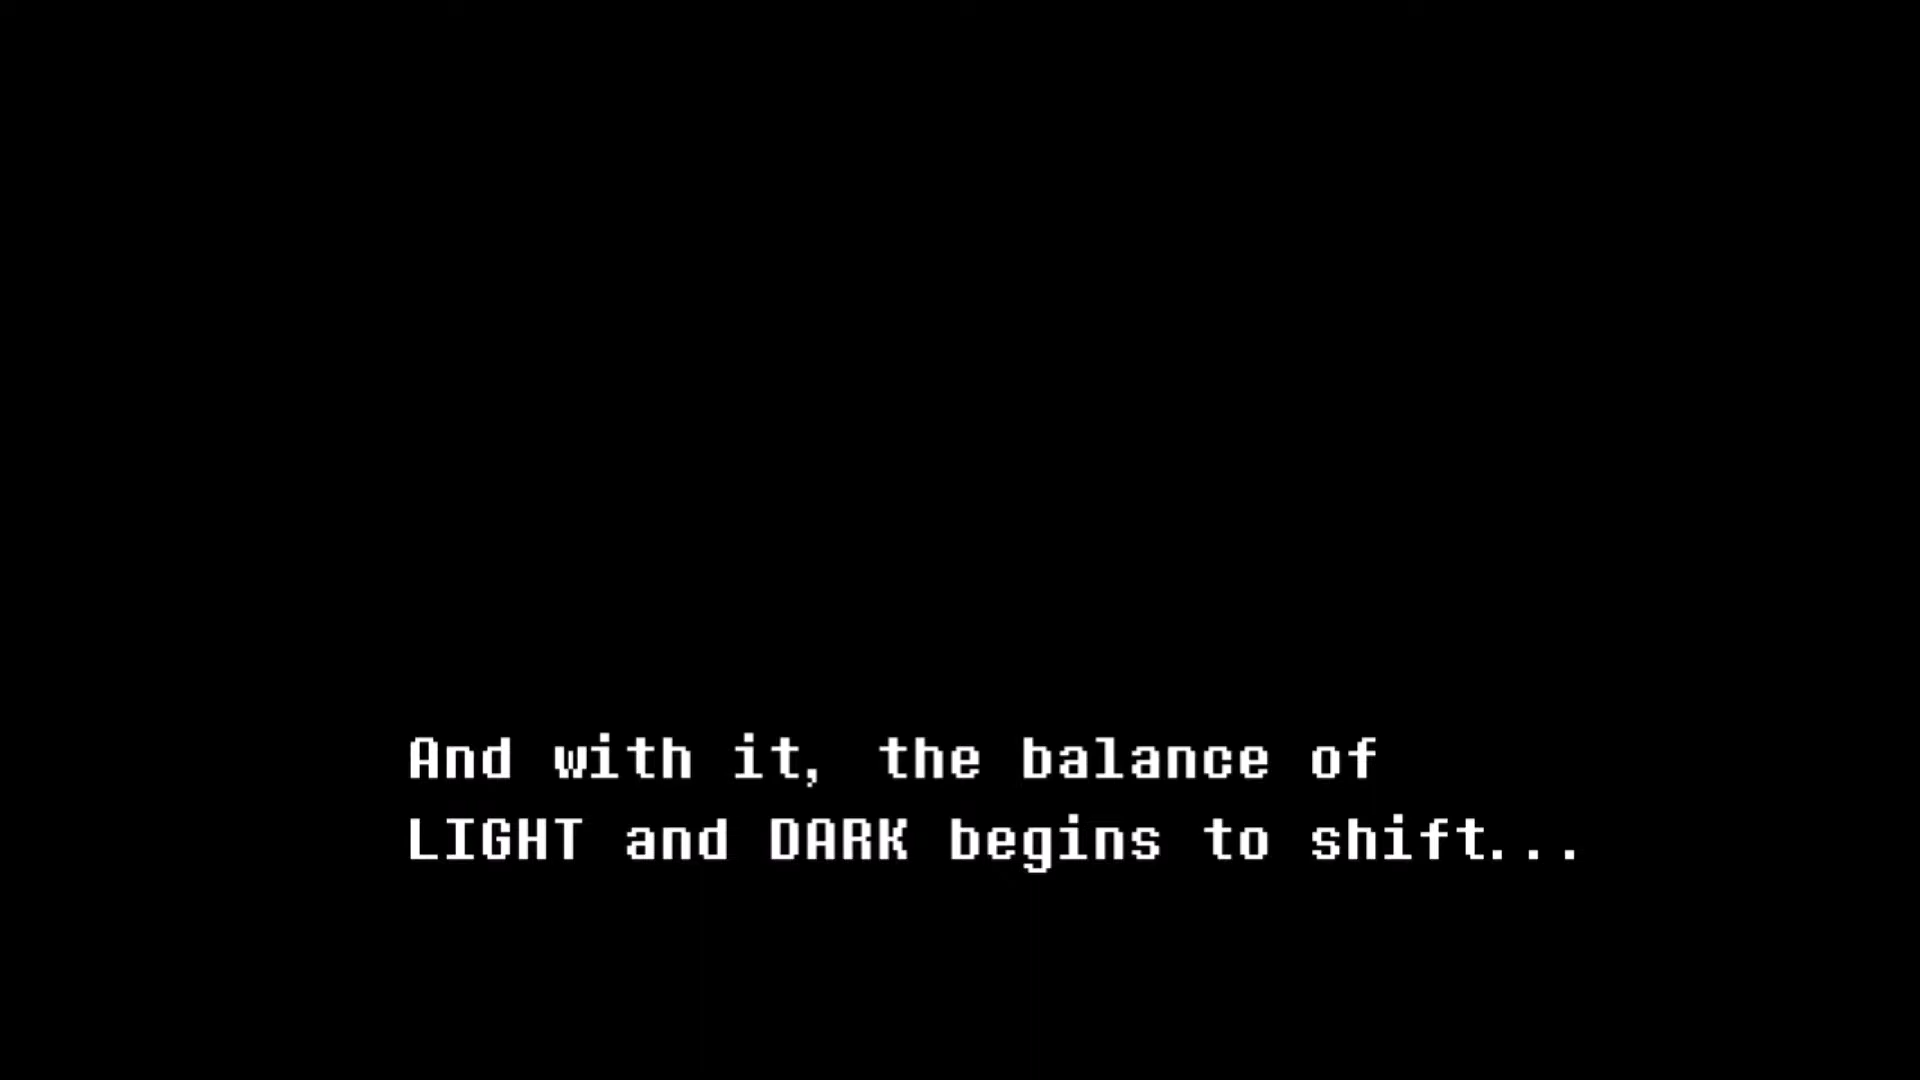 And with it, the balance of
LIGHT and DARK begins to shift...